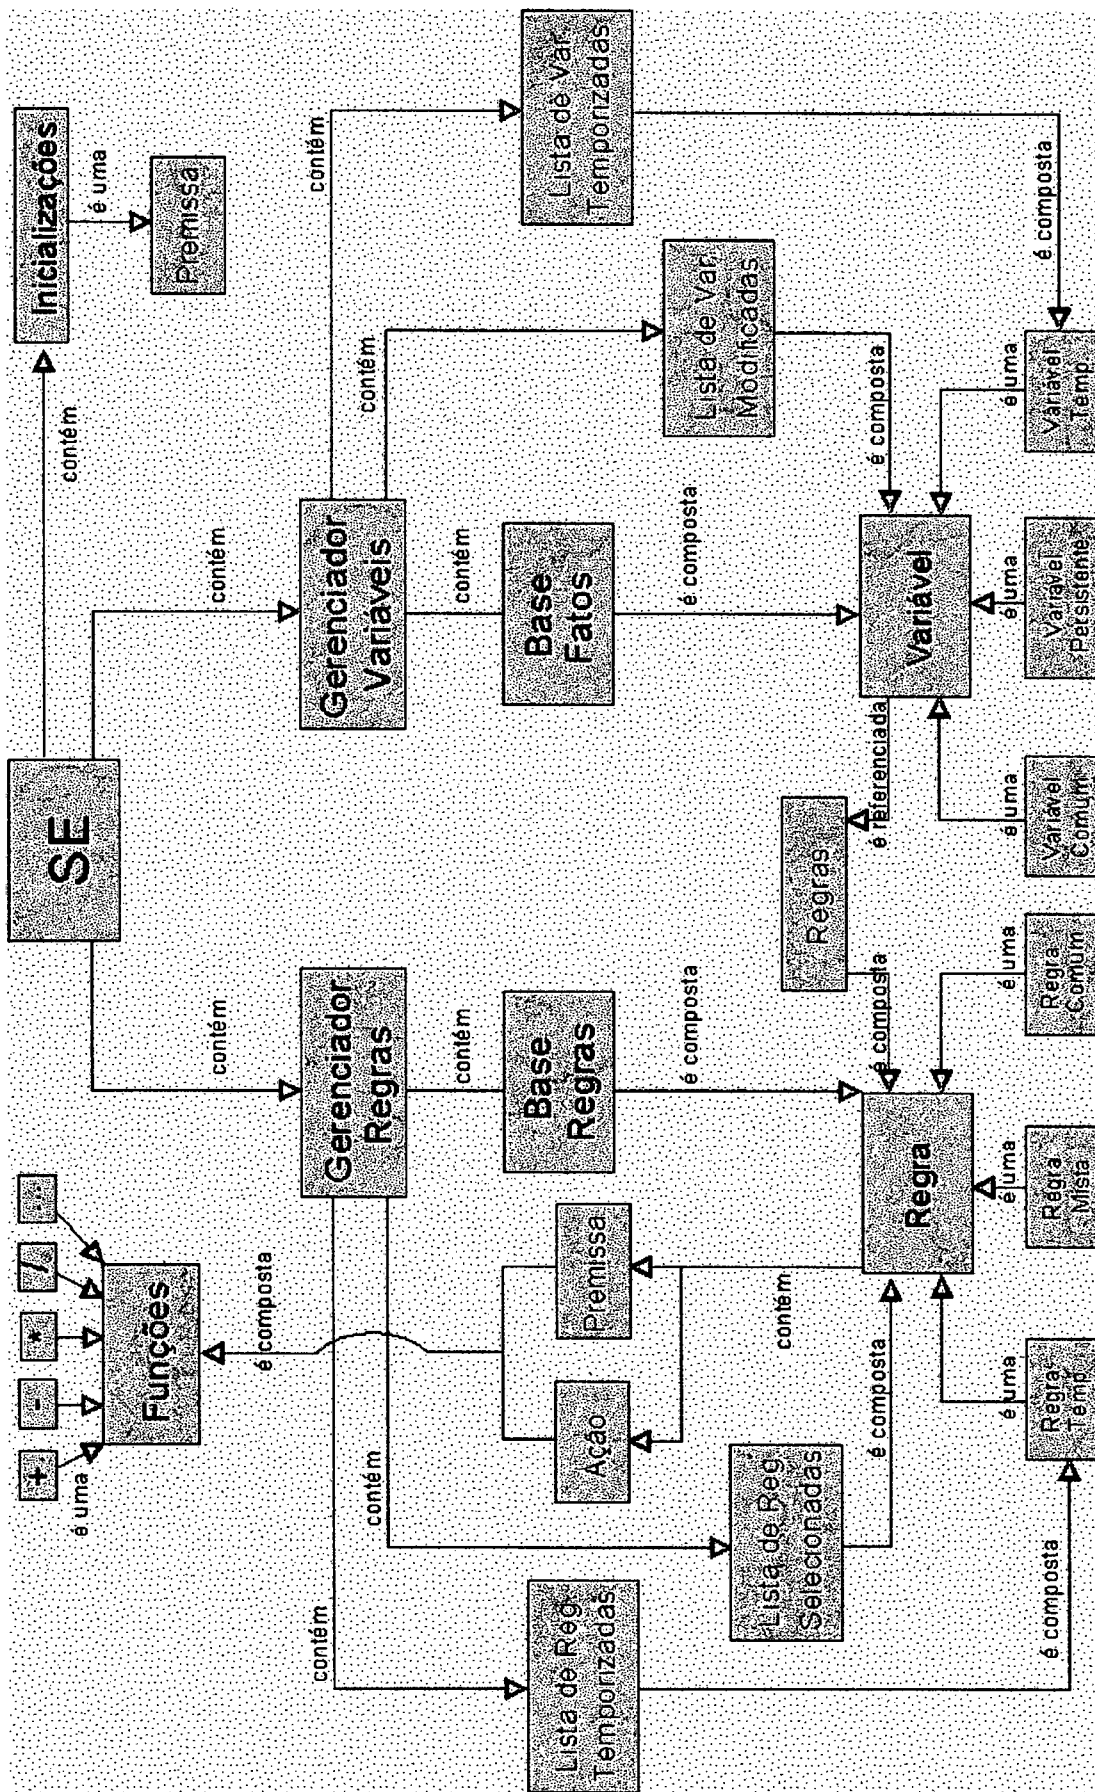 SE
contém
Inicializações
é uma
Premissa
+
-
*
/
...
é uma
Funções
é composta
contém
Gerenciador
Regras
contém
Gerenciador
Variáveis
contém
contém
contém
Base
Regras
contém
Base
Fatos
contém
contém
Lista de Reg.
Temporizadas
Ação
Premissa
Lista de Var.
Temporizadas
Lista de Reg.
Selecionadas
Lista de Var.
Modificadas
contém
é composta
é composta
Regras
é composta
é referenciada
é composta
é composta
é composta
Regra
Variável
é composta
é composta
é uma
é uma
é uma
é uma
é uma
é uma
Regra
Temp.
Regra
Mista
Regra
Comum
Variável
Comum
Variável
Persistente
Variável
Temp.